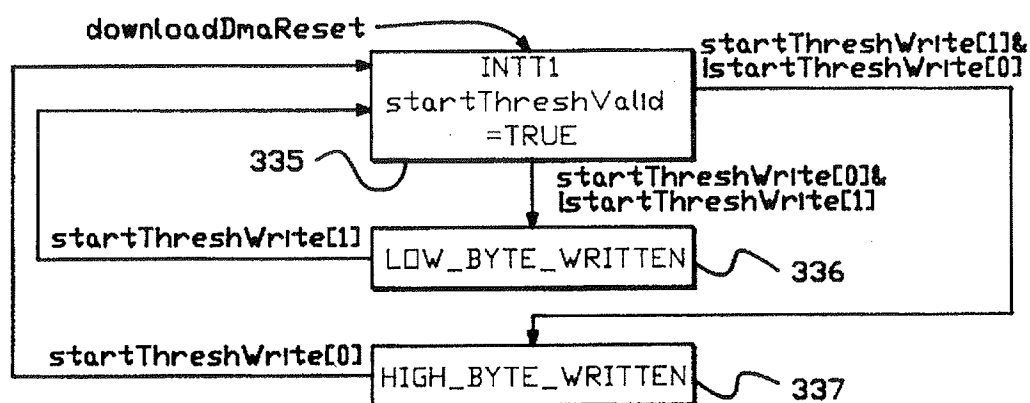 downloadDmaReset
startThreshWrite[1]&
!startThreshWrite[0]
INTT1
startThreshValid
=TRUE
335
startThreshWrite[0]&
!startThreshWrite[1]
startThreshWrite[1]
LOW_BYTE_WRITTEN
336
startThreshWrite[0]
HIGH_BYTE_WRITTEN
337